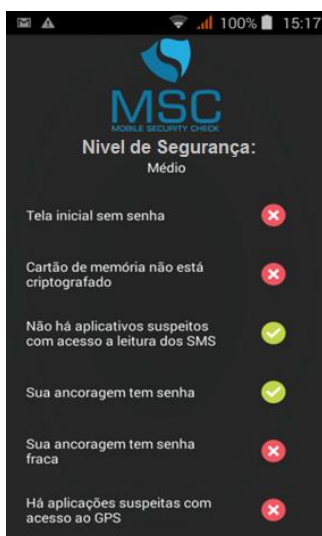 100% 15:17
MSC
MOBILE SECURITY CHECK
Nivel de Segurança:
Médio
Tela inicial sem senha
Cartão de memória não está
criptografado
Não há aplicativos suspeitos
com acesso a leitura dos SMS
Sua ancoragem tem senha
Sua ancoragem tem senha
fraca
Há aplicações suspeitas com
acesso ao GPS